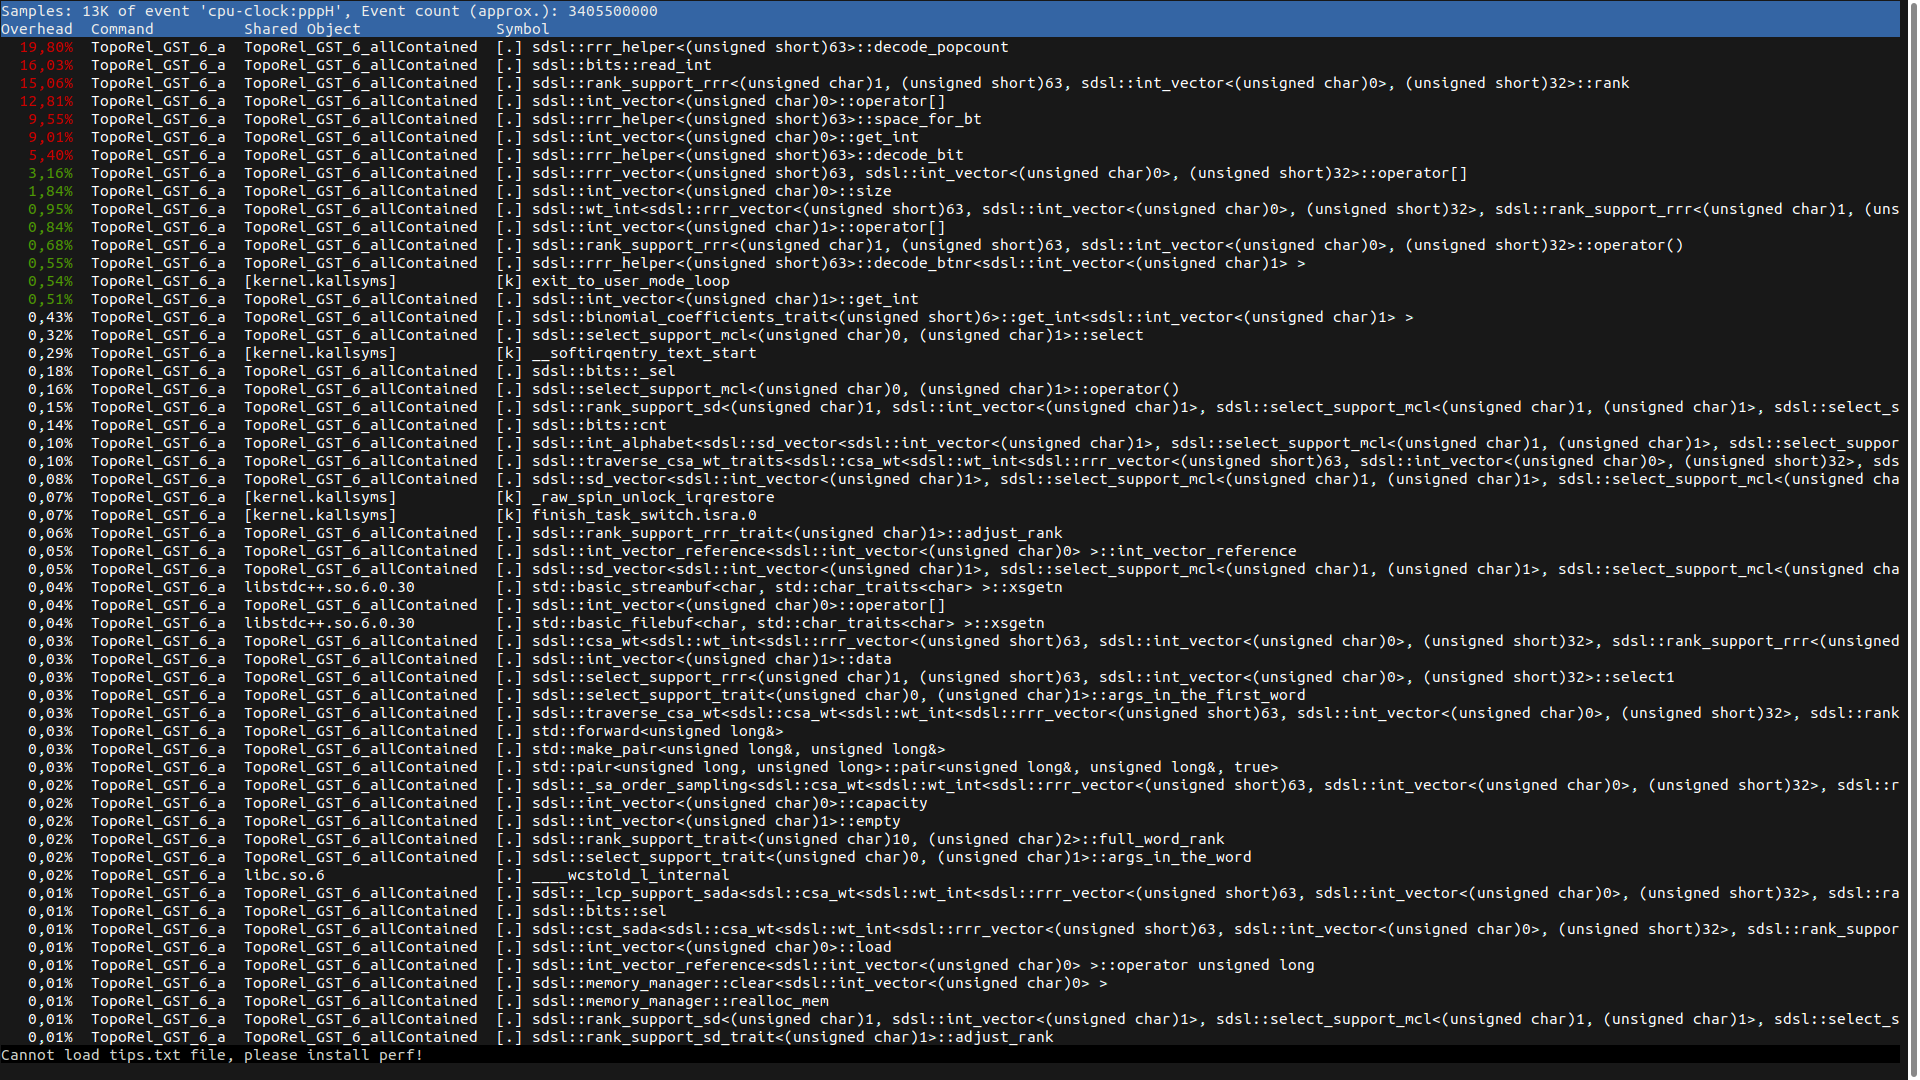 Samples: 13K of event 'cpu-clock:pppH', Event count (approx.): 3405500000
Overhead  Command       Shared Object               Symbol
  19,80%  TopoRel_GST_6_a  TopoRel_GST_6_allContained  [.] sdsl::rrr_helper<(unsigned short)63>::decode_popcount
  16,03%  TopoRel_GST_6_a  TopoRel_GST_6_allContained  [.] sdsl::bits::read_int
  15,06%  TopoRel_GST_6_a  TopoRel_GST_6_allContained  [.] sdsl::rank_support_rrr<(unsigned char)1, (unsigned short)63, sdsl::int_vector<(unsigned char)0>, (unsigned short)32>::rank
  12,81%  TopoRel_GST_6_a  TopoRel_GST_6_allContained  [.] sdsl::int_vector<(unsigned char)0>::operator[]
   9,55%  TopoRel_GST_6_a  TopoRel_GST_6_allContained  [.] sdsl::rrr_helper<(unsigned short)63>::space_for_bt
   9,01%  TopoRel_GST_6_a  TopoRel_GST_6_allContained  [.] sdsl::int_vector<(unsigned char)0>::get_int
   5,40%  TopoRel_GST_6_a  TopoRel_GST_6_allContained  [.] sdsl::rrr_helper<(unsigned short)63>::decode_bit
   3,16%  TopoRel_GST_6_a  TopoRel_GST_6_allContained  [.] sdsl::rrr_vector<(unsigned short)63, sdsl::int_vector<(unsigned char)0>, (unsigned short)32>::operator[]
   1,84%  TopoRel_GST_6_a  TopoRel_GST_6_allContained  [.] sdsl::int_vector<(unsigned char)0>::size
   0,95%  TopoRel_GST_6_a  TopoRel_GST_6_allContained  [.] sdsl::wt_int<sdsl::rrr_vector<(unsigned short)63, sdsl::int_vector<(unsigned char)0>, (unsigned short)32>, sdsl::rank_support_rrr<(unsigned char)1, (uns
   0,84%  TopoRel_GST_6_a  TopoRel_GST_6_allContained  [.] sdsl::int_vector<(unsigned char)1>::operator[]
   0,68%  TopoRel_GST_6_a  TopoRel_GST_6_allContained  [.] sdsl::rank_support_rrr<(unsigned char)1, (unsigned short)63, sdsl::int_vector<(unsigned char)0>, (unsigned short)32>::operator()
   0,55%  TopoRel_GST_6_a  TopoRel_GST_6_allContained  [.] sdsl::rrr_helper<(unsigned short)63>::decode_btnr<sdsl::int_vector<(unsigned char)1> >
   0,54%  TopoRel_GST_6_a  [kernel.kallsyms]           [k] exit_to_user_mode_loop
   0,51%  TopoRel_GST_6_a  TopoRel_GST_6_allContained  [.] sdsl::int_vector<(unsigned char)1>::get_int
   0,43%  TopoRel_GST_6_a  TopoRel_GST_6_allContained  [.] sdsl::binomial_coefficients_trait<(unsigned short)6>::get_int<sdsl::int_vector<(unsigned char)1> >
   0,32%  TopoRel_GST_6_a  TopoRel_GST_6_allContained  [.] sdsl::select_support_mcl<(unsigned char)0, (unsigned char)1>::select
   0,29%  TopoRel_GST_6_a  [kernel.kallsyms]           [k] __softirqentry_text_start
   0,18%  TopoRel_GST_6_a  TopoRel_GST_6_allContained  [.] sdsl::bits::_sel
   0,16%  TopoRel_GST_6_a  TopoRel_GST_6_allContained  [.] sdsl::select_support_mcl<(unsigned char)0, (unsigned char)1>::operator()
   0,15%  TopoRel_GST_6_a  TopoRel_GST_6_allContained  [.] sdsl::rank_support_sd<(unsigned char)1, sdsl::int_vector<(unsigned char)1>, sdsl::select_support_mcl<(unsigned char)1, (unsigned char)1>, sdsl::select_s
   0,14%  TopoRel_GST_6_a  TopoRel_GST_6_allContained  [.] sdsl::bits::cnt
   0,10%  TopoRel_GST_6_a  TopoRel_GST_6_allContained  [.] sdsl::int_alphabet<sdsl::sd_vector<sdsl::int_vector<(unsigned char)1>, sdsl::select_support_mcl<(unsigned char)1, (unsigned char)1>, sdsl::select_suppor
   0,10%  TopoRel_GST_6_a  TopoRel_GST_6_allContained  [.] sdsl::traverse_csa_wt_traits<sdsl::csa_wt<sdsl::wt_int<sdsl::rrr_vector<(unsigned short)63, sdsl::int_vector<(unsigned char)0>, (unsigned short)32>, sds
   0,08%  TopoRel_GST_6_a  TopoRel_GST_6_allContained  [.] sdsl::sd_vector<sdsl::int_vector<(unsigned char)1>, sdsl::select_support_mcl<(unsigned char)1, (unsigned char)1>, sdsl::select_support_mcl<(unsigned cha
   0,07%  TopoRel_GST_6_a  [kernel.kallsyms]           [k] _raw_spin_unlock_irqrestore
   0,07%  TopoRel_GST_6_a  [kernel.kallsyms]           [k] finish_task_switch.isra.0
   0,06%  TopoRel_GST_6_a  TopoRel_GST_6_allContained  [.] sdsl::rank_support_rrr_trait<(unsigned char)1>::adjust_rank
   0,05%  TopoRel_GST_6_a  TopoRel_GST_6_allContained  [.] sdsl::int_vector_reference<sdsl::int_vector<(unsigned char)0> >::int_vector_reference
   0,05%  TopoRel_GST_6_a  TopoRel_GST_6_allContained  [.] sdsl::sd_vector<sdsl::int_vector<(unsigned char)1>, sdsl::select_support_mcl<(unsigned char)1, (unsigned char)1>, sdsl::select_support_mcl<(unsigned cha
   0,04%  TopoRel_GST_6_a  libstdc++.so.6.0.30         [.] std::basic_streambuf<char, std::char_traits<char> >::xsgetn
   0,04%  TopoRel_GST_6_a  TopoRel_GST_6_allContained  [.] sdsl::int_vector<(unsigned char)0>::operator[]
   0,04%  TopoRel_GST_6_a  libstdc++.so.6.0.30         [.] std::basic_filebuf<char, std::char_traits<char> >::xsgetn
   0,03%  TopoRel_GST_6_a  TopoRel_GST_6_allContained  [.] sdsl::csa_wt<sdsl::wt_int<sdsl::rrr_vector<(unsigned short)63, sdsl::int_vector<(unsigned char)0>, (unsigned short)32>, sdsl::rank_support_rrr<(unsigned
   0,03%  TopoRel_GST_6_a  TopoRel_GST_6_allContained  [.] sdsl::int_vector<(unsigned char)1>::data
   0,03%  TopoRel_GST_6_a  TopoRel_GST_6_allContained  [.] sdsl::select_support_rrr<(unsigned char)1, (unsigned short)63, sdsl::int_vector<(unsigned char)0>, (unsigned short)32>::select1
   0,03%  TopoRel_GST_6_a  TopoRel_GST_6_allContained  [.] sdsl::select_support_trait<(unsigned char)0, (unsigned char)1>::args_in_the_first_word
   0,03%  TopoRel_GST_6_a  TopoRel_GST_6_allContained  [.] sdsl::traverse_csa_wt<sdsl::csa_wt<sdsl::wt_int<sdsl::rrr_vector<(unsigned short)63, sdsl::int_vector<(unsigned char)0>, (unsigned short)32>, sdsl::rank
   0,03%  TopoRel_GST_6_a  TopoRel_GST_6_allContained  [.] std::forward<unsigned long&>
   0,03%  TopoRel_GST_6_a  TopoRel_GST_6_allContained  [.] std::make_pair<unsigned long&, unsigned long&>
   0,03%  TopoRel_GST_6_a  TopoRel_GST_6_allContained  [.] std::pair<unsigned long, unsigned long>::pair<unsigned long&, unsigned long&, true>
   0,02%  TopoRel_GST_6_a  TopoRel_GST_6_allContained  [.] sdsl::_sa_order_sampling<sdsl::csa_wt<sdsl::wt_int<sdsl::rrr_vector<(unsigned short)63, sdsl::int_vector<(unsigned char)0>, (unsigned short)32>, sdsl::r
   0,02%  TopoRel_GST_6_a  TopoRel_GST_6_allContained  [.] sdsl::int_vector<(unsigned char)0>::capacity
   0,02%  TopoRel_GST_6_a  TopoRel_GST_6_allContained  [.] sdsl::int_vector<(unsigned char)1>::empty
   0,02%  TopoRel_GST_6_a  TopoRel_GST_6_allContained  [.] sdsl::rank_support_trait<(unsigned char)10, (unsigned char)2>::full_word_rank
   0,02%  TopoRel_GST_6_a  TopoRel_GST_6_allContained  [.] sdsl::select_support_trait<(unsigned char)0, (unsigned char)1>::args_in_the_word
   0,02%  TopoRel_GST_6_a  libc.so.6                   [.] ____wcstold_l_internal
   0,01%  TopoRel_GST_6_a  TopoRel_GST_6_allContained  [.] sdsl::_lcp_support_sada<sdsl::csa_wt<sdsl::wt_int<sdsl::rrr_vector<(unsigned short)63, sdsl::int_vector<(unsigned char)0>, (unsigned short)32>, sdsl::ra
   0,01%  TopoRel_GST_6_a  TopoRel_GST_6_allContained  [.] sdsl::bits::sel
   0,01%  TopoRel_GST_6_a  TopoRel_GST_6_allContained  [.] sdsl::cst_sada<sdsl::csa_wt<sdsl::wt_int<sdsl::rrr_vector<(unsigned short)63, sdsl::int_vector<(unsigned char)0>, (unsigned short)32>, sdsl::rank_suppor
   0,01%  TopoRel_GST_6_a  TopoRel_GST_6_allContained  [.] sdsl::int_vector<(unsigned char)0>::load
   0,01%  TopoRel_GST_6_a  TopoRel_GST_6_allContained  [.] sdsl::int_vector_reference<sdsl::int_vector<(unsigned char)0> >::operator unsigned long
   0,01%  TopoRel_GST_6_a  TopoRel_GST_6_allContained  [.] sdsl::memory_manager::clear<sdsl::int_vector<(unsigned char)0> >
   0,01%  TopoRel_GST_6_a  TopoRel_GST_6_allContained  [.] sdsl::memory_manager::realloc_mem
   0,01%  TopoRel_GST_6_a  TopoRel_GST_6_allContained  [.] sdsl::rank_support_sd<(unsigned char)1, sdsl::int_vector<(unsigned char)1>, sdsl::select_support_mcl<(unsigned char)1, (unsigned char)1>, sdsl::select_s
   0,01%  TopoRel_GST_6_a  TopoRel_GST_6_allContained  [.] sdsl::rank_support_sd_trait<(unsigned char)1>::adjust_rank
Cannot load tips.txt file, please install perf!